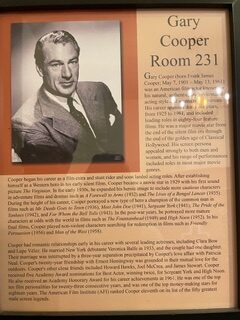 Gary
Cooper
Room 231
Gary Cooper (born Frank James
Cooper, May 7, 1901 – May 13, 1961)
was an American film actor known for
his natural, authentic,
acting style
His career spanned
from 1925 to 1961, and included
leading roles in eighty-four feature
films. He was a major movie star from
the end of the silent film era through
the end of the golden age of Classical
Hollywood. His screen persona
appealed strongly to both men and
women, and his range of performances
included roles in most major movie
genres.
Cooper began his career as a film extra and stunt rider and soon landed acting roles. After establishing
himself as a Western hero in his early silent films, Cooper became a movie star in 1929 with his first sound
picture The Virginian. In the early 1930s, he expanded his heroic image to include more cautious characters
in adventure films and dramas such as A Farewell to Arms (1932) and The Lives of a Bengal Lancer (1935).
During the height of his career, Cooper portrayed a new type of hero a champion of the common man in
films such as Mr. Deeds Goes to Town (1936), Meet John Doe (1941), Sergeant York (1941), The Pride of the
Yankees (1942), and For Whom the Bell Tolls (1943). In the post-war years, he portrayed more mature
characters at odds with the world in films such as The Fountainhead (1949) and High Noon (1952). In his
final films, Cooper played non-violent characters searching for redemption in films such as Friendly
Persuasion (1956) and Man of the West (1958).
Cooper had romantic relationships early in his career with several leading actresses, including Clara Bow
and Lupe Vélez. He married New York debutante Veronica Balfe in 1933, and the couple had one daughter.
Their marriage was interrupted by a three-year separation precipitated by Cooper's love affair with Patricia
Neal. Cooper's twenty-year friendship with Ernest Hemingway was grounded in their mutual love for the
outdoors. Cooper's other close friends included Howard Hawks, Joel McCrea, and James Stewart. Cooper
received five Academy Award nominations for Best Actor, winning twice, for Sergeant York and High Noon.
He also received an Academy Honorary Award for his career achievements in 1961. He was one of the top
ten film personalities for twenty-three consecutive years, and was one of the top money-making stars for
eighteen years. The American Film Institute (AFI) ranked Cooper eleventh on its list of the fifty greatest
male screen legends.